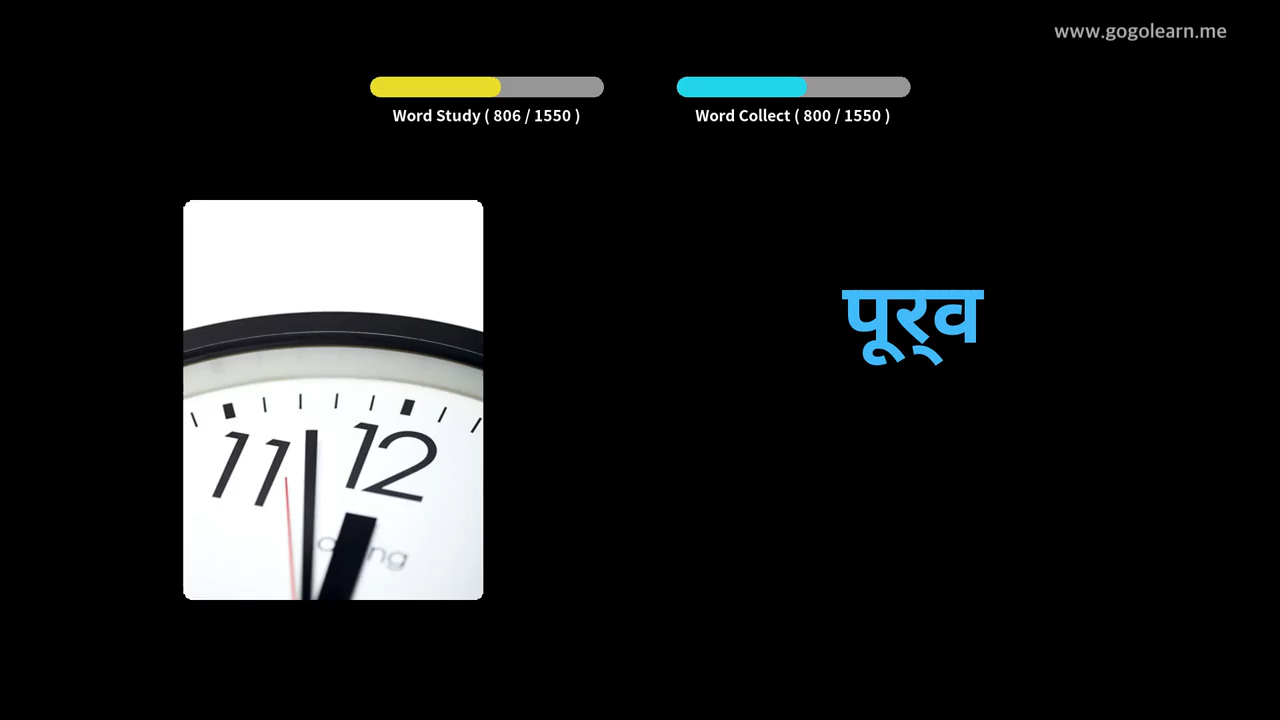 www.gogolearn.me
Word Study ( 806 / 1550 )
Word Collect ( 800 / 1550 )
पूर्व
11 12